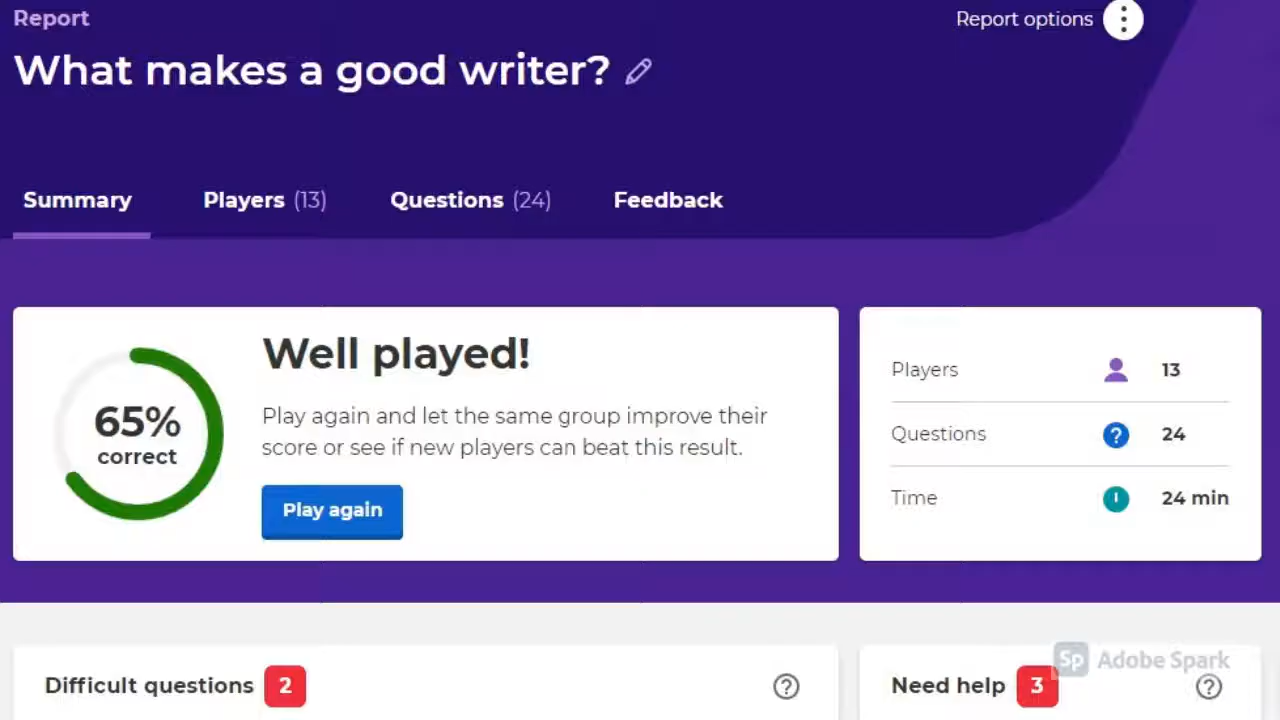 Report
Report options
What makes a good writer?
Summary
Players (13)
Questions (24)
Feedback
65%
correct
Well played!
Play again and let the same group improve their
score or see if new players can beat this result.
Play again
Players 13
Questions ? 24
Time 24 min
Difficult questions 2 ?
Need help 3 ?
Sp Adobe Spark